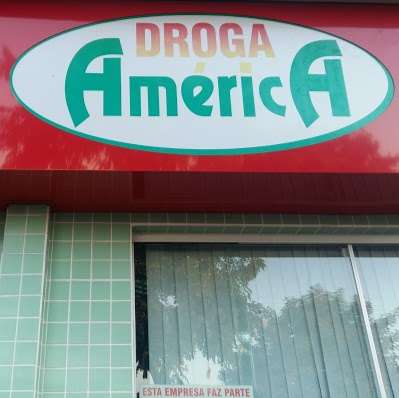 DROGA
AméricA
ESTA EMPRESA FAZ PARTE